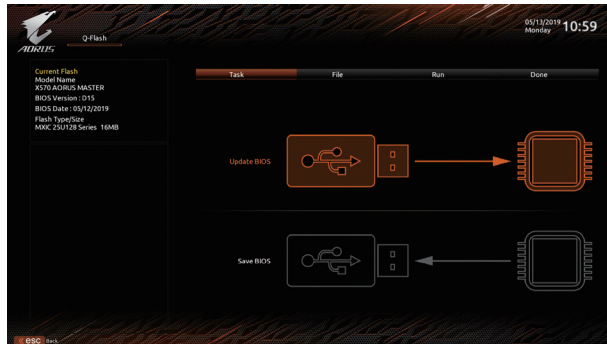 AORUS
Q-Flash
05/13/2019
Monday
10:59
Current Flash
Model Name
X570 AORUS MASTER
BIOS Version : D15
BIOS Date : 05/12/2019
Flash Type/Size
MXIC 25U128 Series 16MB
Task File Run Done
Update BIOS
Save BIOS
« esc Back